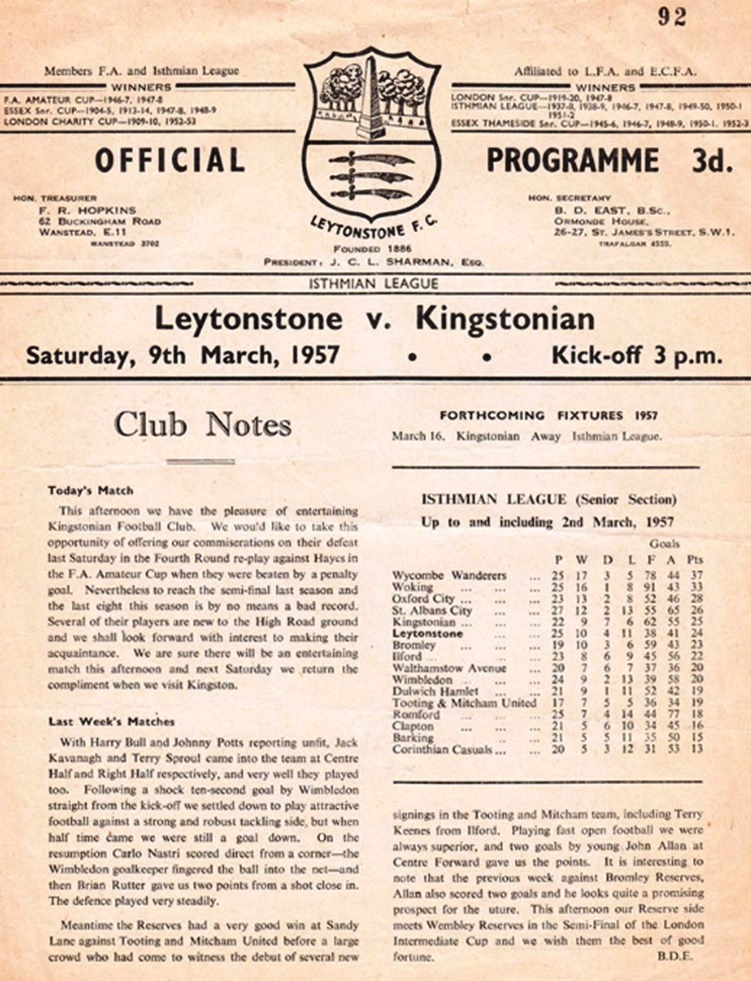 92
Members F.A. and Isthmian League
WINNERS
F.A. AMATEUR CUP—1946-7, 1947-8
ESSEX SNR. CUP—1904-5, 1913-14, 1947-8, 1948-9
LONDON CHARITY CUP—1909-10, 1952-53
Affiliated to L.F.A. and E.C.F.A.
WINNERS
LONDON Snr. CUP—1919-20, 1947-8
ISTHMIAN LEAGUE—1937-8, 1938-9, 1946-7, 1947-8, 1949-50, 1950-1
1951-2
ESSEX THAMESIDE Snr. CUP—1945-6, 1946-7, 1948-9, 1950-1. 1952-3
OFFICIAL
PROGRAMME 3d.
HON. TREASURER
F. R. HOPKINS
62 BUCKINGHAM ROAD
WANSTEAD, E.11
WANSTEAD 3702
HON. SECRETARY
B. D. EAST, B.Sc.,
ORMONDE HOUSE,
26-27, ST. JAMES'S STREET, S.W.1.
TRAFALGAR 4555.
LEYTONSTONE F.C.
FOUNDED 1886
PRESIDENT: J. C. L. SHARMAN, ESQ.
ISTHMIAN LEAGUE
Leytonstone v. Kingstonian
Saturday, 9th March, 1957 • • Kick-off 3 p.m.
Club Notes
Today's Match
This afternoon we have the pleasure of entertaining
Kingstonian Football Club. We would like to take this
opportunity of offering our commiserations on their defeat
last Saturday in the Fourth Round re-play against Hayes in
the F.A. Amateur Cup when they were beaten by a penalty
goal. Nevertheless to reach the semi-final last season and
the last eight this season is by no means a bad record.
Several of their players are new to the High Road ground
and we shall look forward with interest to making their
acquaintance. We are sure there will be an entertaining
match this afternoon and next Saturday we return the
compliment when we visit Kingston.
Last Week's Matches
With Harry Bull and Johnny Potts reporting unfit, Jack
Kavanagh and Terry Sproul came into the team at Centre
Half and Right Half respectively, and very well they played
too. Following a shock ten-second goal by Wimbledon
straight from the kick-off we settled down to play attractive
football against a strong and robust tackling side, but when
half time came we were still a goal down. On the
resumption Carlo Nastri scored direct from a corner—the
Wimbledon goalkeeper fingered the ball into the net—and
then Brian Rutter gave us two points from a shot close in.
The defence played very steadily.
Meantime the Reserves had a very good win at Sandy
Lane against Tooting and Mitcham United before a large
crowd who had come to witness the debut of several new
FORTHCOMING FIXTURES 1957
March 16. Kingstonian Away Isthmian League.
ISTHMIAN LEAGUE (Senior Section)
Up to and including 2nd March, 1957
Goals
P W D L F A Pts
Wycombe Wanderers ... 25 17 3 5 78 44 37
Woking ... ... ... 25 16 1 8 91 43 33
Oxford City ... ... 23 13 2 8 52 46 28
St. Albans City ... 27 12 2 13 55 65 26
Kingstonian ... ... 22 9 7 6 62 55 25
Leytonstone ... 25 10 4 11 38 41 24
Bromley ... ... 19 10 3 6 59 43 23
Ilford ... ... ... 23 8 6 9 45 56 22
Walthamstow Avenue ... 20 7 6 7 37 36 20
Wimbledon ... ... 24 9 2 13 39 58 20
Dulwich Hamlet ... 21 9 1 11 52 42 19
Tooting & Mitcham United 17 7 5 5 36 34 19
Romford ... ... 25 7 4 14 44 77 18
Clapton ... ... 21 5 6 10 34 45 16
Barking ... ... 21 5 5 11 35 50 15
Corinthian Casuals ... ... 20 5 3 12 31 53 13
signings in the Tooting and Mitcham team, including Terry
Keenes from Ilford. Playing fast open football we were
always superior, and two goals by young John Allan at
Centre Forward gave us the points. It is interesting to
note that the previous week against Bromley Reserves,
Allan also scored two goals and he looks quite a promising
prospect for the uture. This afternoon our Reserve side
meets Wembley Reserves in the Semi-Final of the London
Intermediate Cup and we wish them the best of good
fortune. B.D.E.